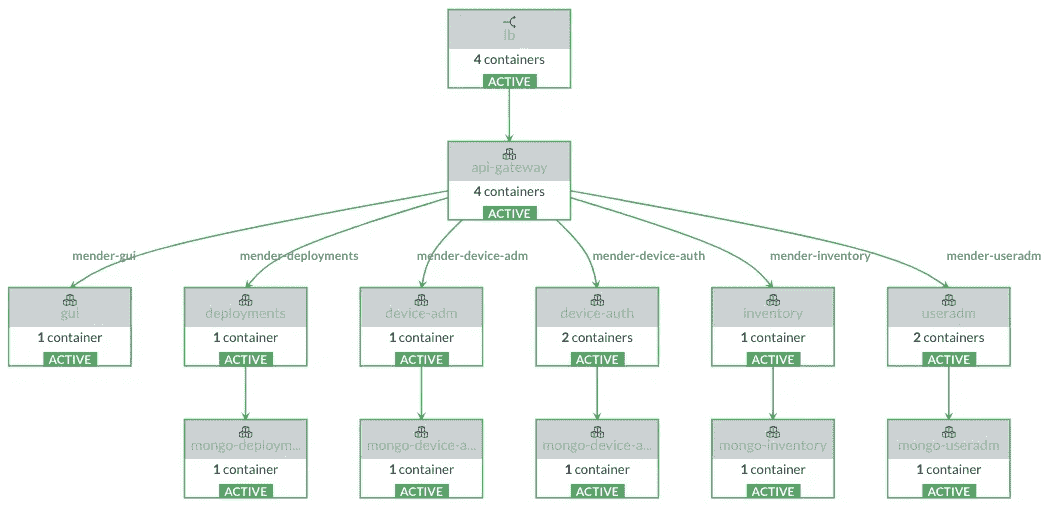 lb
4 containers
ACTIVE
api-gateway
4 containers
ACTIVE
mender-gui mender-deployments mender-device-adm mender-device-auth mender-inventory mender-useradm
gui deployments device-adm device-auth inventory useradm
1 container 1 container 1 container 2 containers 1 container 2 containers
ACTIVE ACTIVE ACTIVE ACTIVE ACTIVE ACTIVE
mongo-deploym... mongo-device-a... mongo-device-a... mongo-inventory mongo-useradm
1 container 1 container 1 container 1 container 1 container
ACTIVE ACTIVE ACTIVE ACTIVE ACTIVE